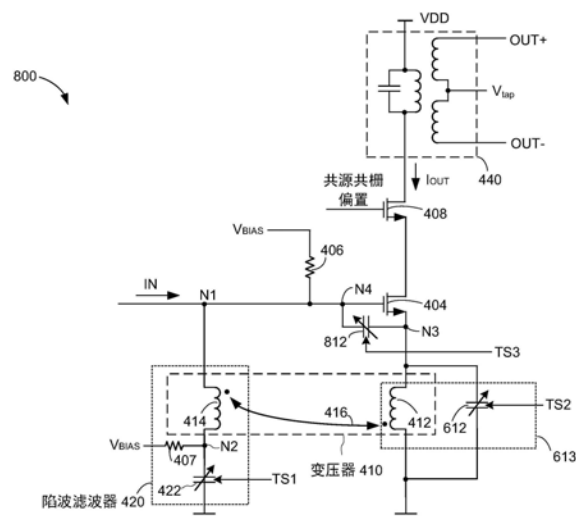 VDD
800
OUT+
Vtap
OUT-
IOUT
440
共源共栅
偏置
408
VBIAS
406
IN
N1
N4
404
N3
812
TS3
414
416
412
612
TS2
VBIAS
407
N2
变压器 410
613
陷波滤波器 420
422
TS1